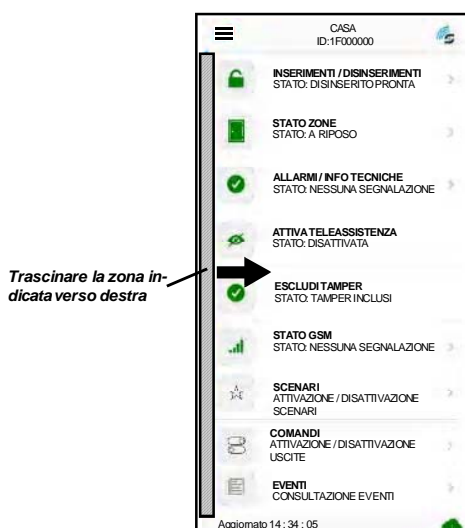 CASA
ID:1F000000
INSERIMENTI / DISINSERIMENTI
STATO: DISINSERITO PRONTA
STATO ZONE
STATO: A RIPOSO
ALLARMI / INFO TECNICHE
STATO: NESSUNA SEGNALAZIONE
ATTIVA TELEASSISTENZA
STATO: DISATTIVATA
Trascinare la zona in-
dicata verso destra
ESCLUDI TAMPER
STATO: TAMPER INCLUSI
STATO GSM
STATO: NESSUNA SEGNALAZIONE
SCENARI
ATTIVAZIONE / DISATTIVAZIONE
SCENARI
COMANDI
ATTIVAZIONE / DISATTIVAZIONE
USCITE
EVENTI
CONSULTAZIONE EVENTI
Aggiornato 14 : 34 : 05